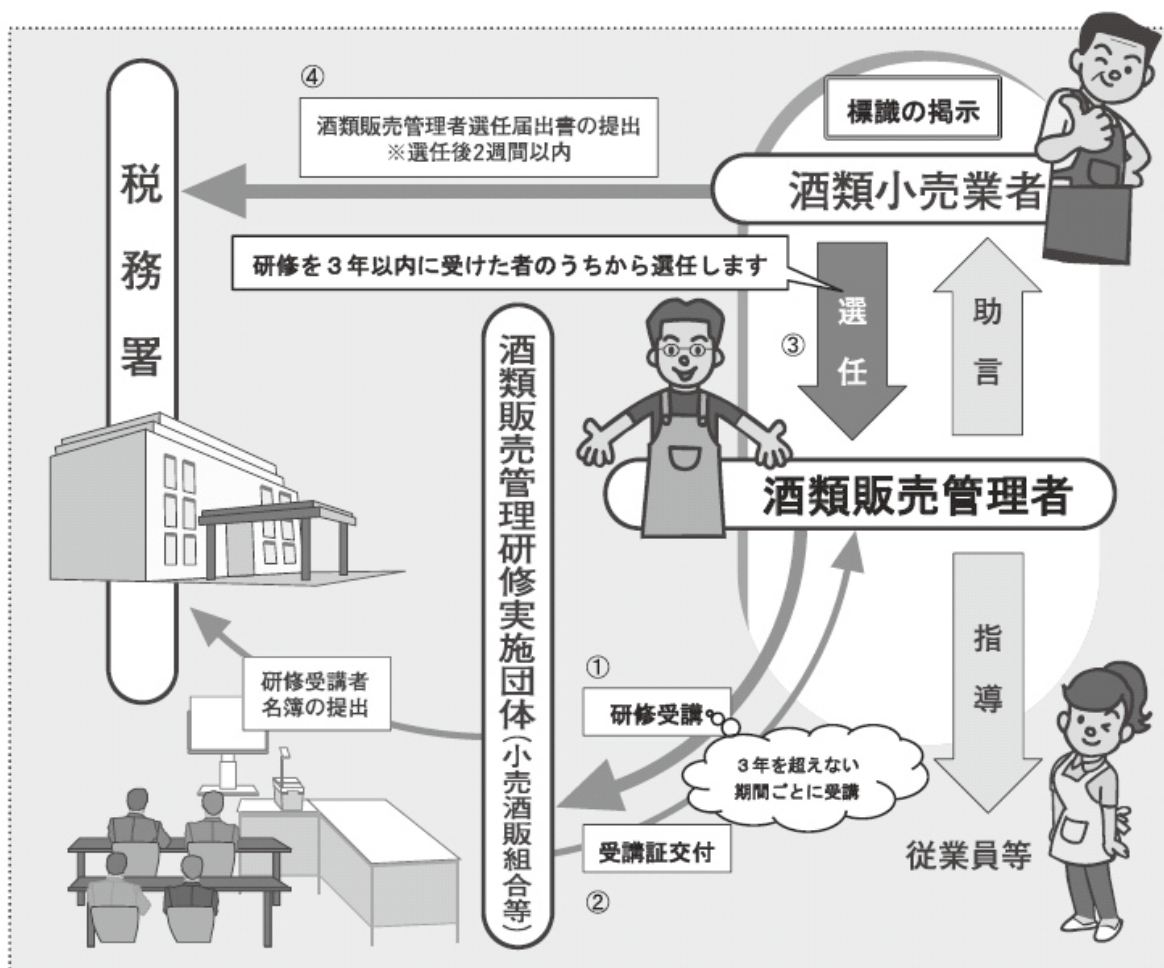 ④
酒類販売管理者選任届出書の提出
※選任後2週間以内
標識の掲示
税務署
酒類小売業者
研修を3年以内に受けた者のうちから選任します
③
選任
助言
酒類販売管理研修実施団体(小売酒販組合等)
酒類販売管理者
指導
①
研修受講
研修受講者
名簿の提出
3年を超えない
期間ごとに受講
受講証交付
②
従業員等